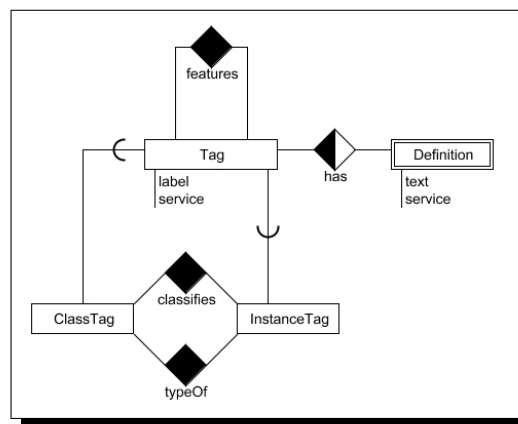 features
Tag
Definition
has
label
service
text
service
classifies
ClassTag
InstanceTag
typeOf